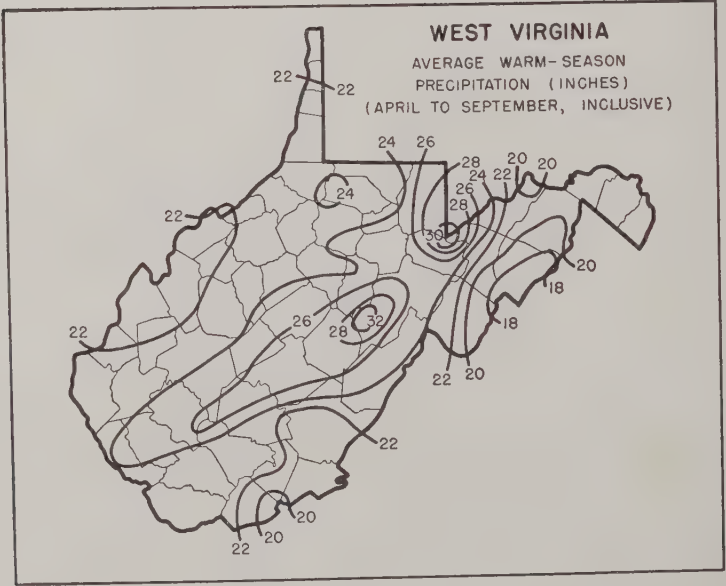 WEST VIRGINIA
AVERAGE WARM-SEASON
PRECIPITATION (INCHES)
(APRIL TO SEPTEMBER, INCLUSIVE)
22 22
24 26 28 20 20
24
26 22
24 28
22 30
20
18
26 28 32 18
22
22 20
22
20
22 20